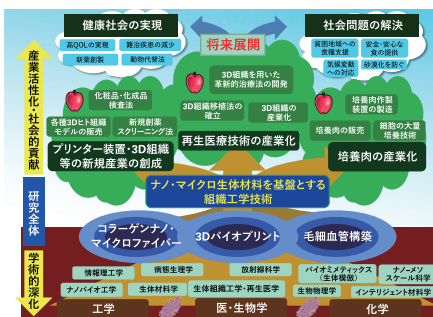 健康社会の実現
高QOLの実現
難治疾患の減少
新薬創製
動物代替法
将来展開
社会問題の解決
貧困地域への
食糧支援
安全・安心な
食の提供
気候変動
への対応
砂漠化を防ぐ
産業活性化・社会的貢献
研究全体
学術的深化
化粧品・化成品
検査法
各種3Dヒト組織
モデルの販売
新規創薬
スクリーニング法
プリンター装置・3D組織
等の新規産業の創成
3D組織を用いた
革新的治療法の開発
3D組織移植法の
確立
3D組織の
産業化
再生医療技術の産業化
培養肉作製
装置の製造
培養肉の販売
細胞の大量
培養技術
培養肉の産業化
ナノ・マイクロ生体材料を基盤とする
組織工学技術
コラーゲンナノ・
マイクロファイバー
3Dバイオプリント
毛細血管構築
情報理工学
病態生理学
放射線科学
バイオミメティックス
(生体模倣)
ナノ-メソ
スケール科学
ナノバイオ工学
生体材料学
生体組織工学・再生医学
生物物理学
インテリジェント材料学
工学
医・生物学
化学